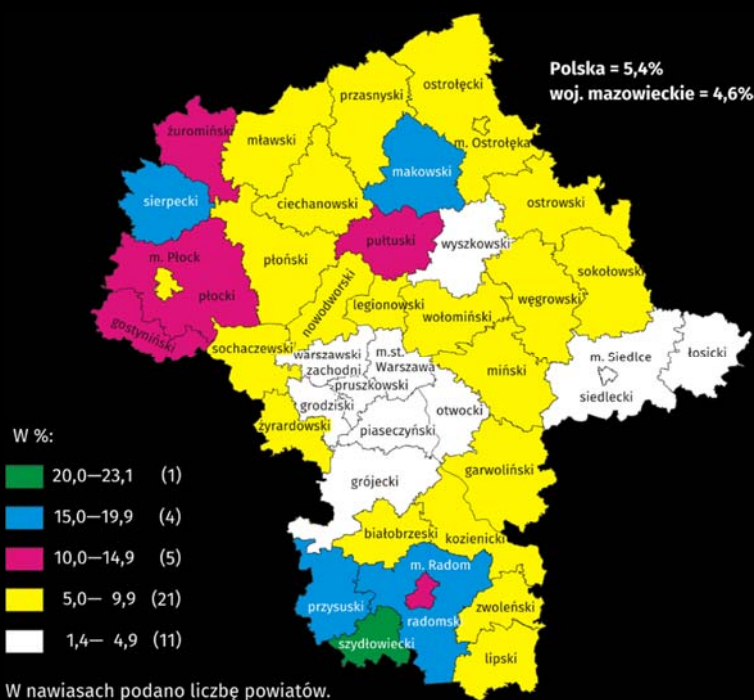 Polska = 5,4%
woj. mazowieckie = 4,6%
ostrołęcki
przasnyski
żuromiński
mławski
m. Ostrołęka
makowski
sierpecki
ciechanowski
ostrowski
pułtuski
wyszkowski
m. Płock
płoński
sokołowski
płocki
nowodworski
legionowski
węgrowski
gostyniński
wołomiński
sochaczewski
warszawski
zachodni
m.st.
Warszawa
m. Siedlce
łosicki
pruszkowski
miński
siedlecki
grodziski
otwocki
żyrardowski
piaseczyński
garwoliński
grójecki
białobrzeski
kozienicki
m. Radom
przysuski
radomski
zwoleński
szydłowiecki
lipski
W %:
20,0—23,1 (1)
15,0—19,9 (4)
10,0—14,9 (5)
5,0— 9,9 (21)
1,4— 4,9 (11)
W nawiasach podano liczbę powiatów.